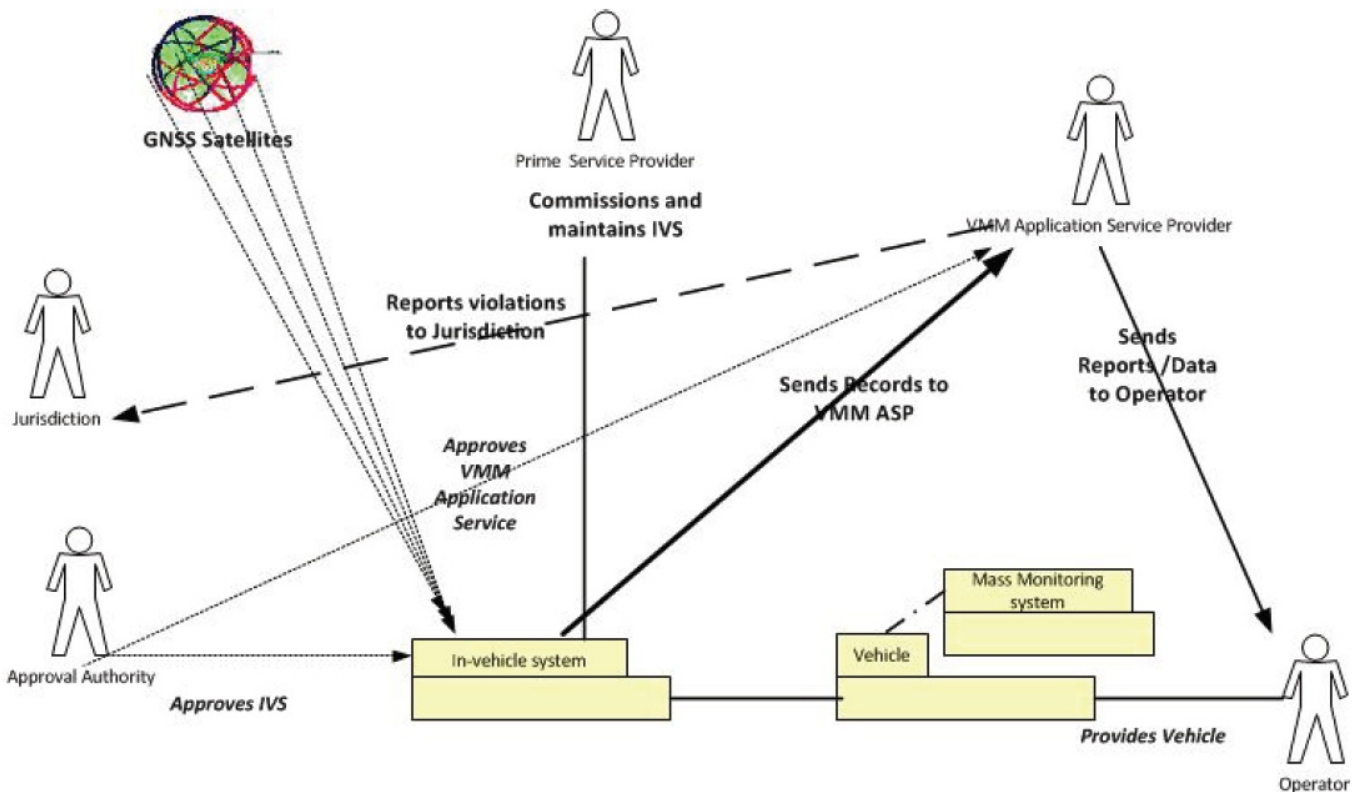 GNSS Satellites
Prime Service Provider
Commissions and
maintains IVS
VMM Application Service Provider
Reports violations
to Jurisdiction
Sends
Reports /Data
to Operator
Sends Records to
VMM ASP
Jurisdiction
Approves
VMM
Application
Service
Mass Monitoring
system
In-vehicle system
Vehicle
Approval Authority
Approves IVS
Provides Vehicle
Operator